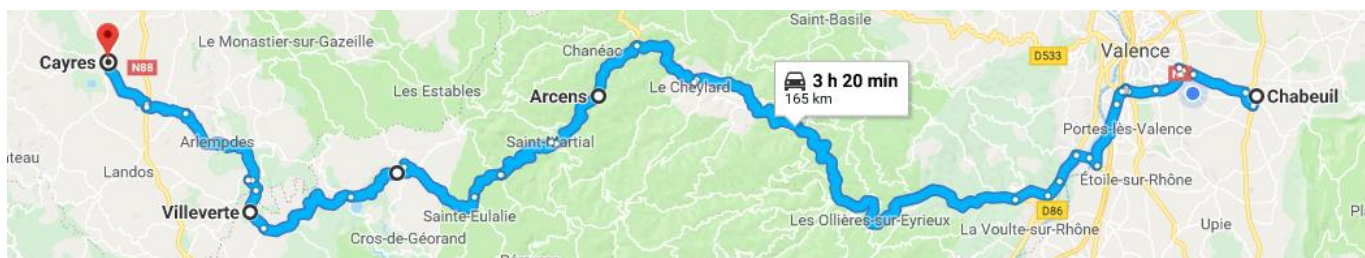 Saint-Basile
Le Monastier-sur-Gazeille
Chanéac
Valence
D533
Cayres
N88
3 h 20 min
165 km
Les Estables
Arcens
Le Cheylard
Chabeuil
Portes-lès-Valence
Arlempdes
Saint-Martial
Landos
Étoile-sur-Rhône
Villeverte
Sainte-Eulalie
Les Ollières-sur-Eyrieux
D86
La Voulte-sur-Rhône
Upie
Cros-de-Géorand